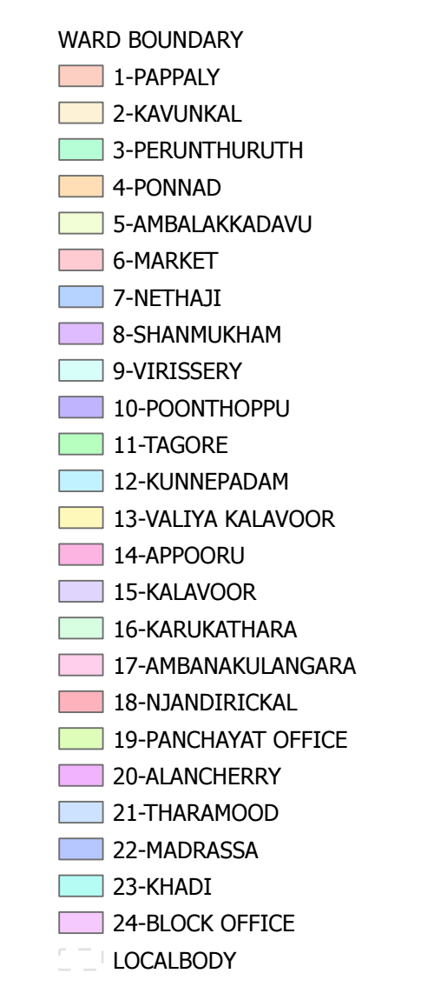 WARD BOUNDARY
1-PAPPALY
2-KAVUNKAL
3-PERUNTHURUTH
4-PONNAD
5-AMBALAKKADAVU
6-MARKET
7-NETHAJI
8-SHANMUKHAM
9-VIRISSERY
10-POONTHOPPU
11-TAGORE
12-KUNNEPADAM
13-VALIYA KALAVOOR
14-APPOORU
15-KALAVOOR
16-KARUKATHARA
17-AMBANAKULANGARA
18-NJANDIRICKAL
19-PANCHAYAT OFFICE
20-ALANCHERRY
21-THARAMOOD
22-MADRASSA
23-KHADI
24-BLOCK OFFICE
LOCALBODY